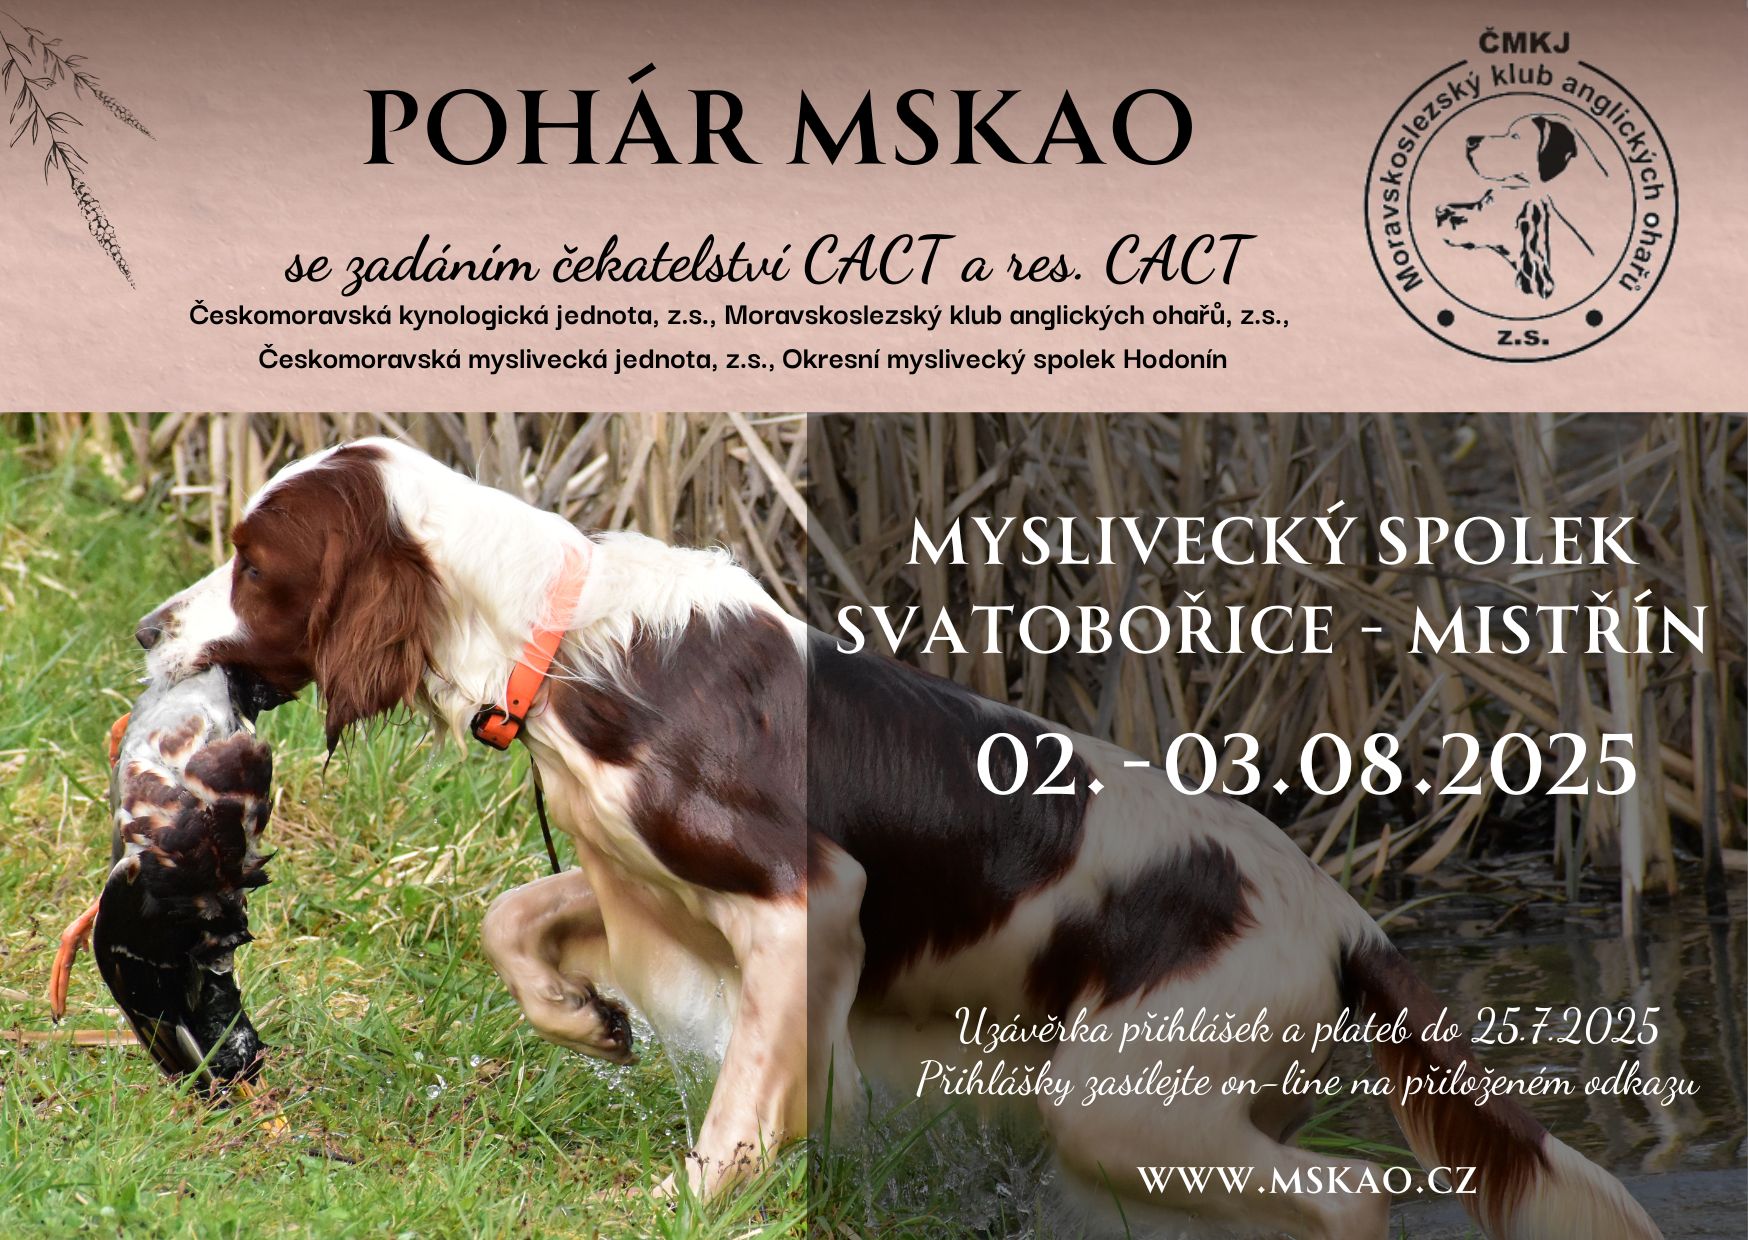 POHÁR MSKAO
ČMKJ
Moravskoslezský klub anglických ohařů
z.s.
se zadáním čekatelství CACT a res. CACT
Českomoravská kynologická jednota, z.s., Moravskoslezský klub anglických ohařů, z.s.,
Českomoravská myslivecká jednota, z.s., Okresní myslivecký spolek Hodonín
MYSLIVECKÝ SPOLEK
SVATOBOŘICE - MISTŘÍN
02.-03.08.2025
Uzávěrka přihlášek a plateb do 25.7.2025
Přihlášky zasílejte on-line na přiloženém odkazu
WWW.MSKAO.CZ